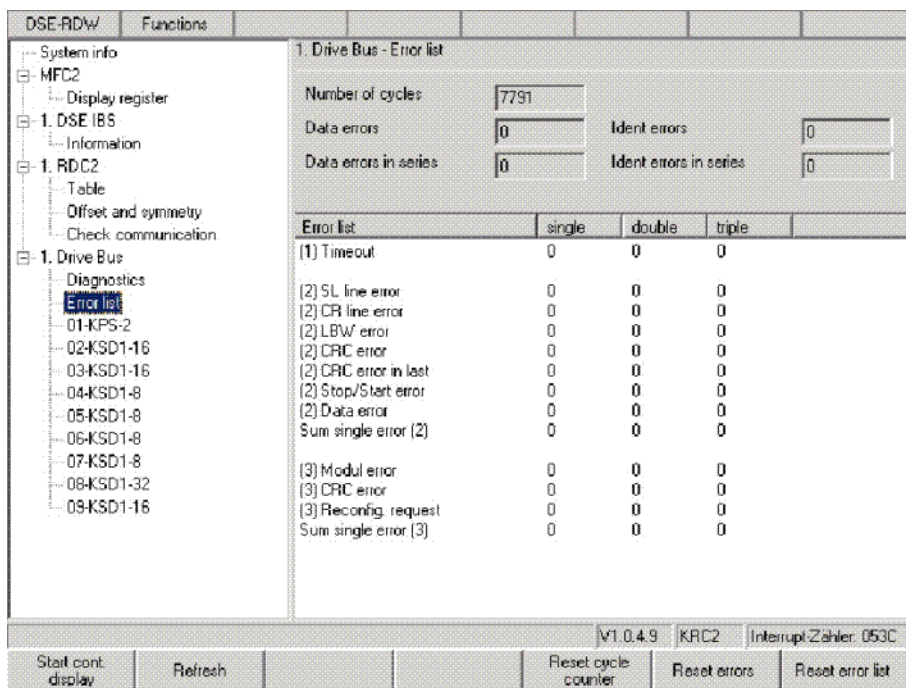 DSE-RDW Functions
System info
MFC2
Display register
1. DSE IBS
Information
1. RDC2
Table
Offset and symmetry
Check communication
1. Drive Bus
Diagnostics
Error list
01-KPS-2
02-KSD1-16
03-KSD1-16
04-KSD1-8
05-KSD1-8
06-KSD1-8
07-KSD1-8
08-KSD1-32
09-KSD1-16
1. Drive Bus - Error list
Number of cycles 7791
Data errors 0 Ident errors 0
Data errors in series 0 Ident errors in series 0
Error list single double triple
(1) Timeout 0 0 0
(2) SL line error 0 0 0
(2) CR line error 0 0 0
(2) LBW error 0 0 0
(2) CRC error 0 0 0
(2) CRC error in last 0 0 0
(2) Stop/Start error 0 0 0
(2) Data error 0 0 0
Sum single error (2) 0 0 0
(3) Modul error 0 0 0
(3) CRC error 0 0 0
(3) Reconfig. request 0 0 0
Sum single error (3) 0 0 0
V1.0.4.9 KRC2 Interrupt-Zähler: 053C
Start cont. display Refresh Reset cycle counter Reset errors Reset error list